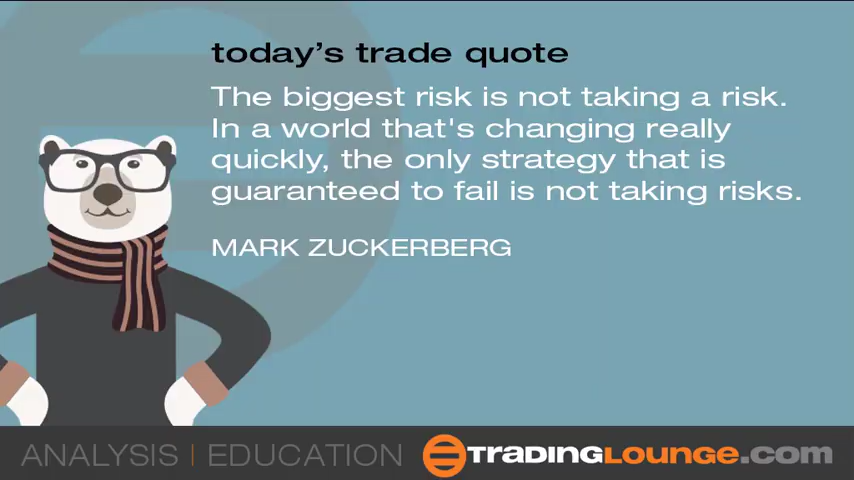 today’s trade quote
The biggest risk is not taking a risk.
In a world that's changing really
quickly, the only strategy that is
guaranteed to fail is not taking risks.
MARK ZUCKERBERG
ANALYSIS | EDUCATION TRADINGLOUNGE.com